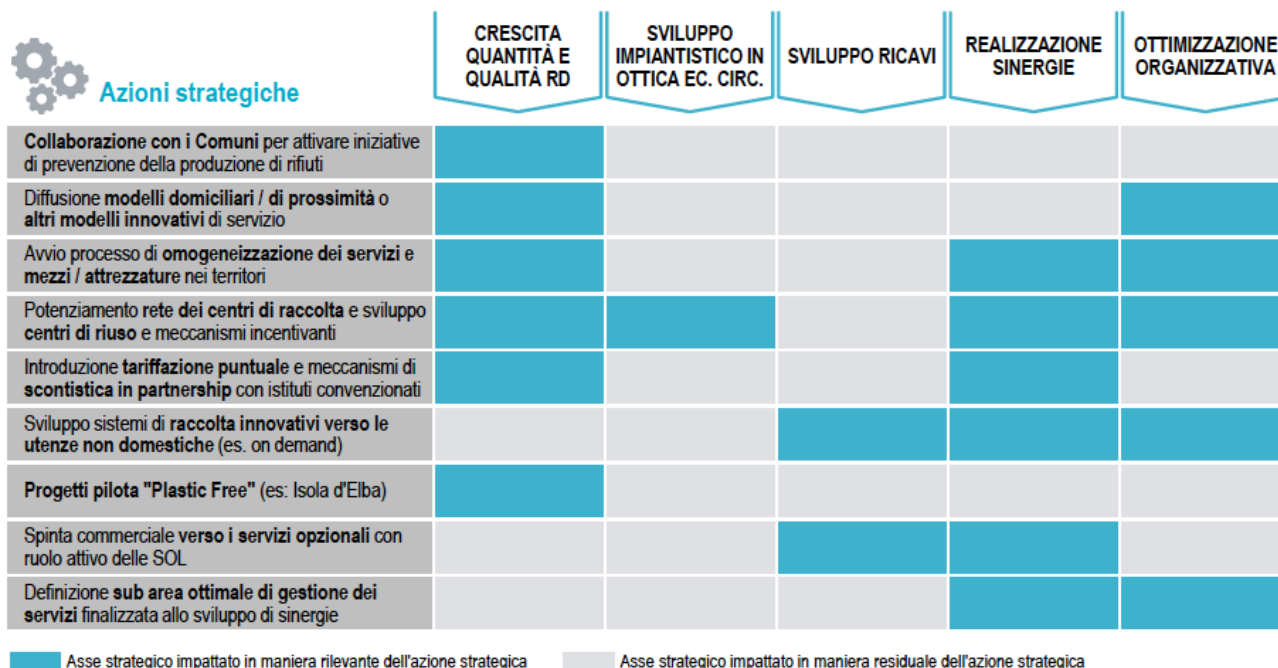 CRESCITA
QUANTITÀ E
QUALITÀ RD
SVILUPPO
IMPIANTISTICO IN
OTTICA EC. CIRC.
SVILUPPO RICAVI
REALIZZAZIONE
SINERGIE
OTTIMIZZAZIONE
ORGANIZZATIVA
Azioni strategiche
Collaborazione con i Comuni per attivare iniziative
di prevenzione della produzione di rifiuti
Diffusione modelli domiciliari / di prossimità o
altri modelli innovativi di servizio
Avvio processo di omogeneizzazione dei servizi e
mezzi / attrezzature nei territori
Potenziamento rete dei centri di raccolta e sviluppo
centri di riuso e meccanismi incentivanti
Introduzione tariffazione puntuale e meccanismi di
scontistica in partnership con istituti convenzionati
Sviluppo sistemi di raccolta innovativi verso le
utenze non domestiche (es. on demand)
Progetti pilota "Plastic Free" (es: Isola d'Elba)
Spinta commerciale verso i servizi opzionali con
ruolo attivo delle SOL
Definizione sub area ottimale di gestione dei
servizi finalizzata allo sviluppo di sinergie
Asse strategico impattato in maniera rilevante dell'azione strategica
Asse strategico impattato in maniera residuale dell'azione strategica